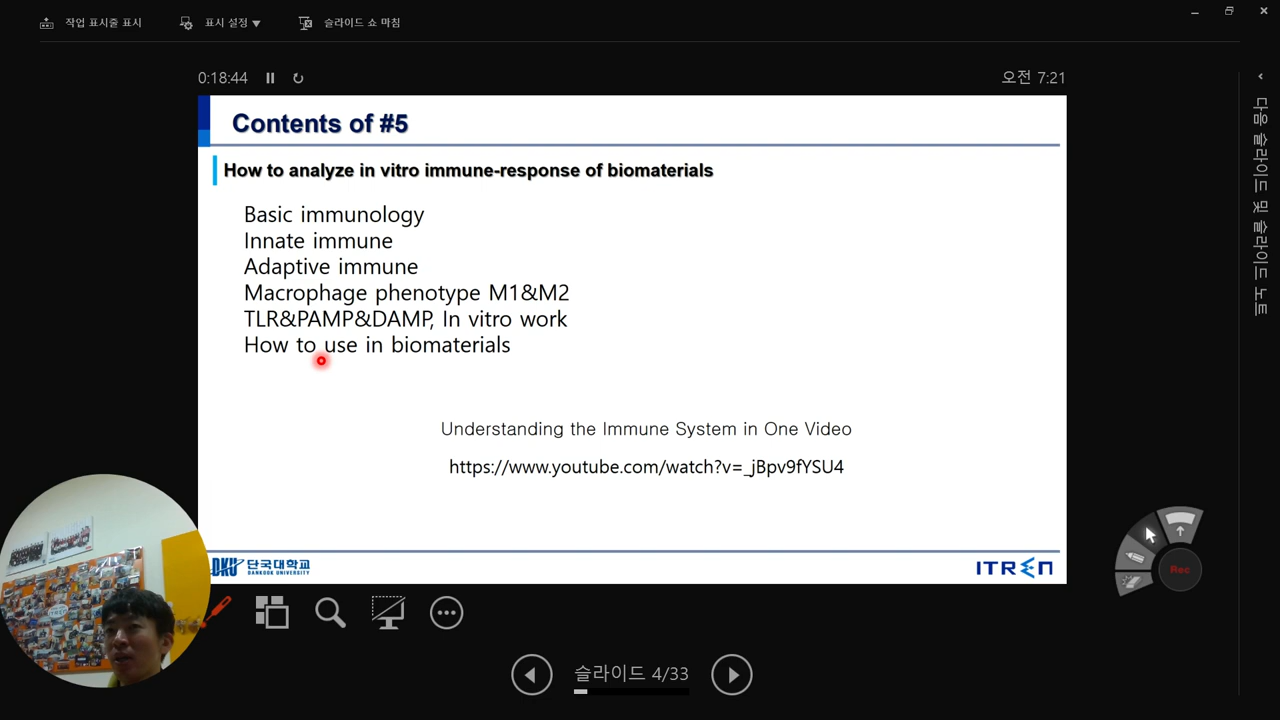 작업 표시줄 표시
표시 설정 ▼
슬라이드 쇼 마침
0:18:44
오전 7:21
Contents of #5
How to analyze in vitro immune-response of biomaterials
Basic immunology
Innate immune
Adaptive immune
Macrophage phenotype M1&M2
TLR&PAMP&DAMP, In vitro work
How to use in biomaterials
Understanding the Immune System in One Video
https://www.youtube.com/watch?v=_jBpv9fYSU4
DKU 단국대학교
DANKOOK UNIVERSITY
ITREN
슬라이드 4/33
다음 슬라이드 및 슬라이드 노트
Rec